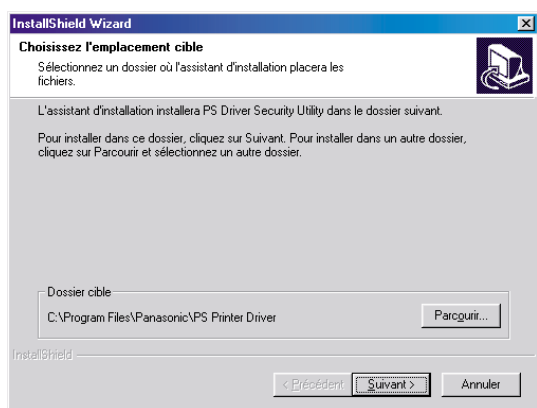 InstallShield Wizard
Choisissez l'emplacement cible
Sélectionnez un dossier où l'assistant d'installation placera les
fichiers.
L'assistant d'installation installera PS Driver Security Utility dans le dossier suivant.
Pour installer dans ce dossier, cliquez sur Suivant. Pour installer dans un autre dossier,
cliquez sur Parcourir et sélectionnez un autre dossier.
Dossier cible
C:\Program Files\Panasonic\PS Printer Driver
Parcourir...
InstallShield
< Précédent
Suivant >
Annuler